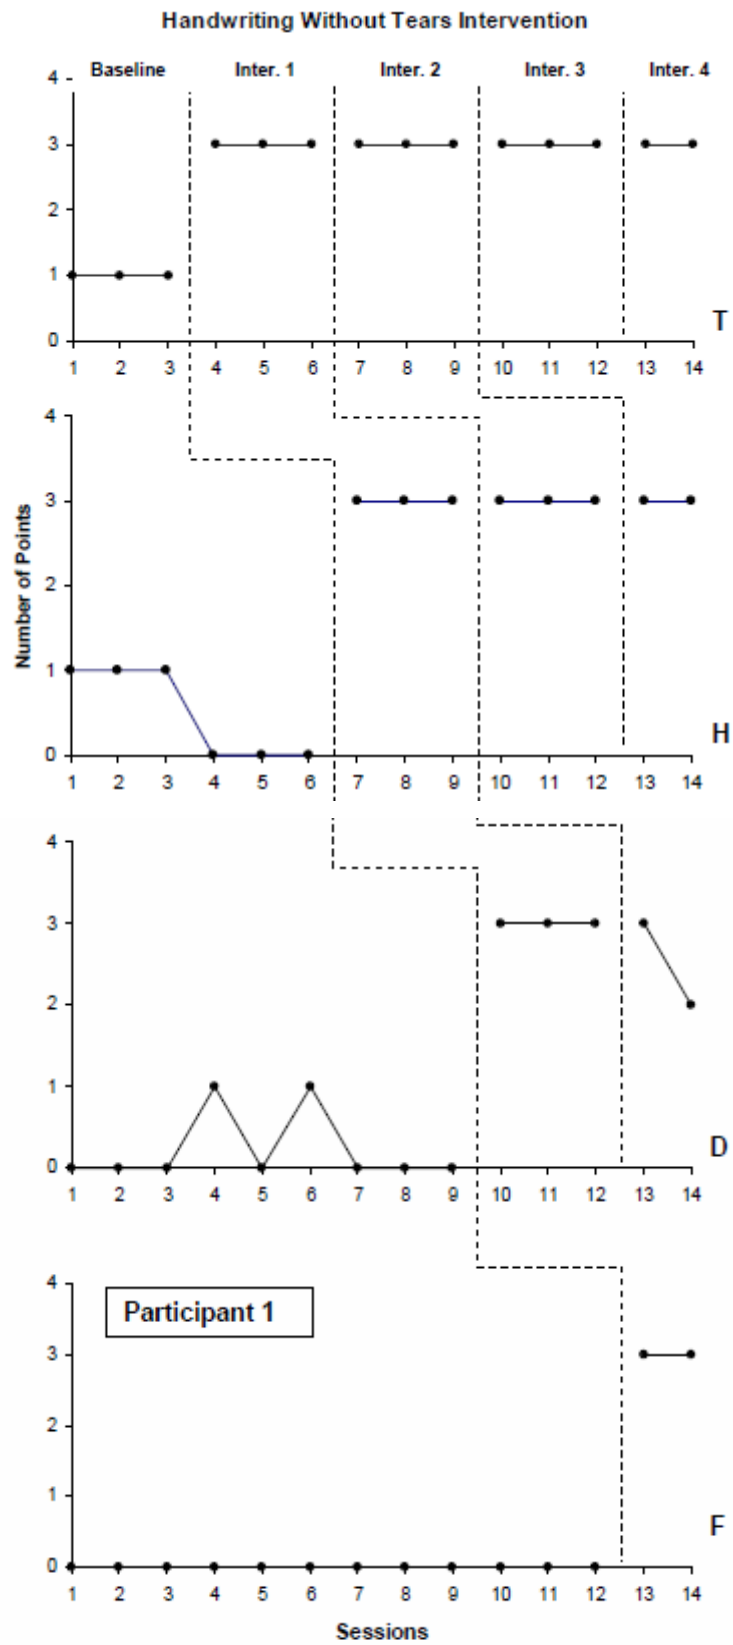 Handwriting Without Tears Intervention
Baseline Inter. 1 Inter. 2 Inter. 3 Inter. 4
4
3
2
1
0
T
1 2 3 4 5 6 7 8 9 10 11 12 13 14
4
3
2
1
0
Number of Points
H
1 2 3 4 5 6 7 8 9 10 11 12 13 14
4
3
2
1
0
D
1 2 3 4 5 6 7 8 9 10 11 12 13 14
4
Participant 1
3
2
1
0
F
1 2 3 4 5 6 7 8 9 10 11 12 13 14
Sessions